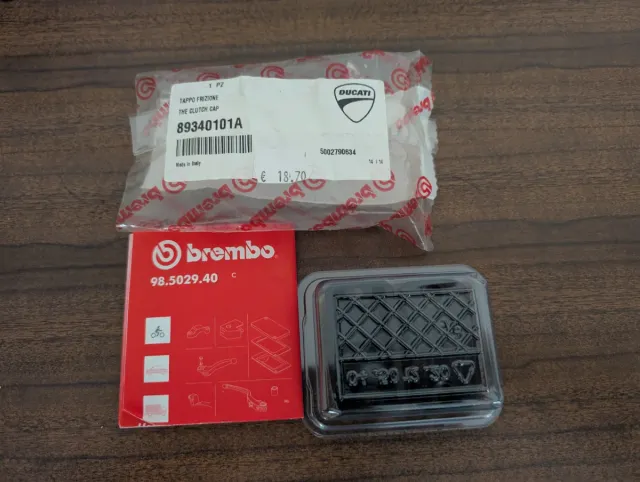 1 PZ
TAPPO FRIZIONE
THE CLUTCH CAP
89340101A
Made in Italy
DUCATI
5002790634
€ 18.70
brembo
98.5029.40 C